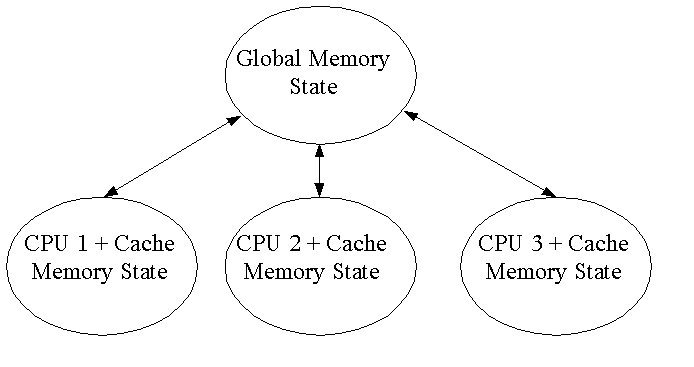 Global Memory
State
CPU 1 + Cache
Memory State
CPU 2 + Cache
Memory State
CPU 3 + Cache
Memory State